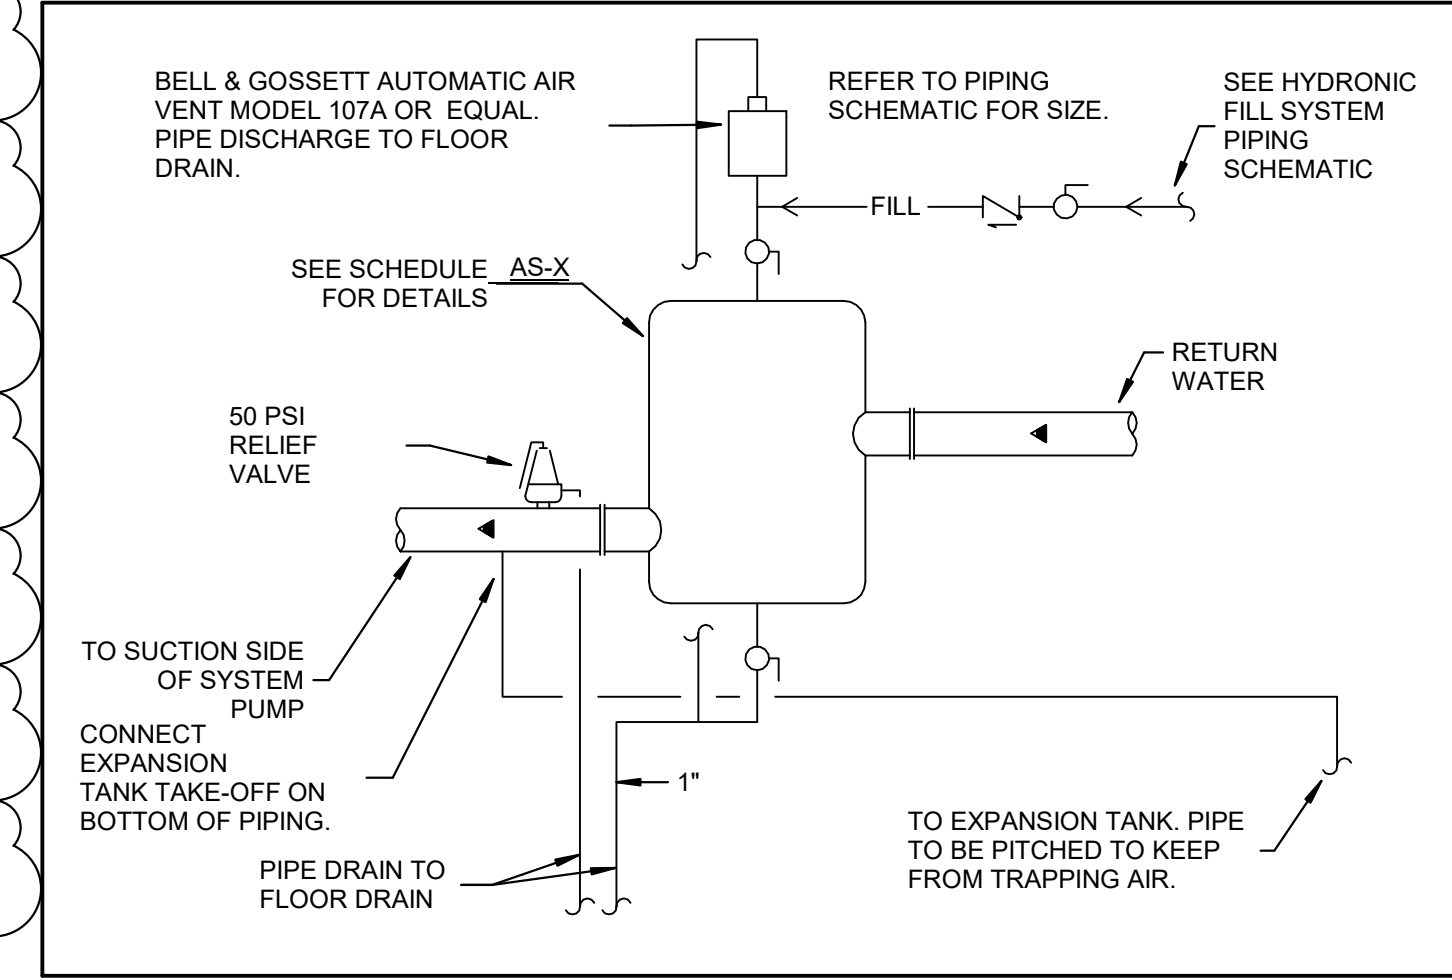 BELL & GOSSETT AUTOMATIC AIR
VENT MODEL 107A OR EQUAL.
PIPE DISCHARGE TO FLOOR
DRAIN.
REFER TO PIPING
SCHEMATIC FOR SIZE.
SEE HYDRONIC
FILL SYSTEM
PIPING
SCHEMATIC
FILL
SEE SCHEDULE
FOR DETAILS
AS-X
RETURN
WATER
50 PSI
RELIEF
VALVE
TO SUCTION SIDE
OF SYSTEM
PUMP
CONNECT
EXPANSION
TANK TAKE-OFF ON
BOTTOM OF PIPING.
1"
TO EXPANSION TANK. PIPE
TO BE PITCHED TO KEEP
FROM TRAPPING AIR.
PIPE DRAIN TO
FLOOR DRAIN